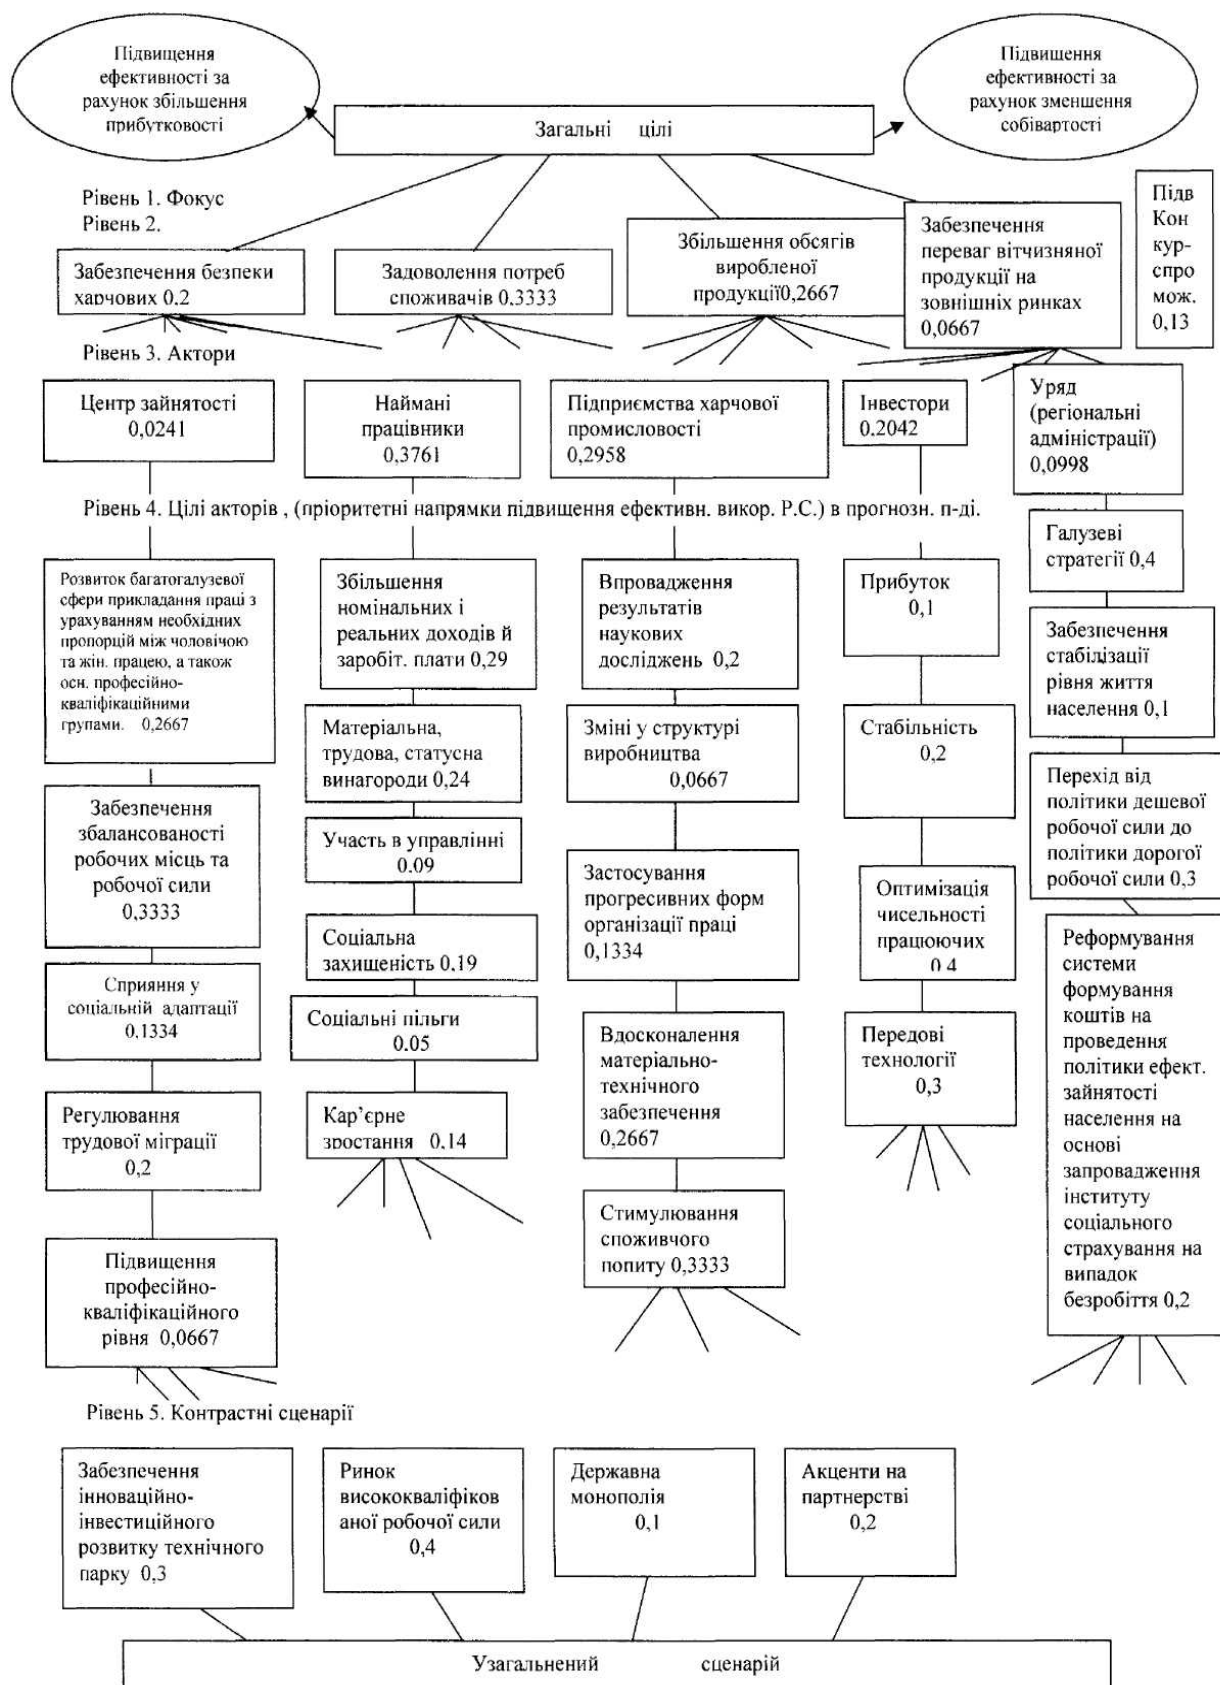 Підвищення
ефективності за
рахунок збільшення
прибутковості
Підвишення
ефективності за
рахунок зменшення
собівартості
Загальні цілі
Рівень 1. Фокус
Рівень 2.
Забезпечення безпеки
харчових 0.2
Задоволення потреб
споживачів 0.3333
Збільшення обсягів
виробленої
продукції0,2667
Забезпечення
переваг вітчизняної
продукції на
зовнішніх ринках
0,0667
Підв
Кон
кур-
спро
мож.
0,13
Рівень 3. Актори
Центр зайнятості
0,0241
Наймані
працівники
0,3761
Підприємства харчової
промисловості
0,2958
Інвестори
0.2042
Уряд
(регіональні
адміністрації)
0,0998
Рівень 4. Цілі акторів , (пріоритетні напрямки підвищення ефективн. викор. Р.С.) в прогнозн. п-ді.
Розвиток багатогалузевої
сфери прикладання праці з
урахуванням необхідних
пропорцій між чоловічою
та жін. працею, а також
осн. професійно-
кваліфікаційними
групами. 0,2667
Забезпечення
збалансованості
робочих місць та
робочої сили
0,3333
Сприяння у
соціальній адаптації
0,1334
Регулювання
трудової міграції
0,2
Підвищення
професійно-
кваліфікаційного
рівня 0,0667
Збільшення
номінальних і
реальних доходів й
заробіт. плати 0,29
Матеріальна,
трудова, статусна
винагороди 0,24
Участь в управлінні
0.09
Соціальна
захищеність 0,19
Соціальні пільги
0.05
Кар’єрне
зростання 0,14
Впровадження
результатів
наукових
досліджень 0,2
Зміні у структурі
виробництва
0,0667
Застосування
прогресивних форм
організації праці
0,1334
Вдосконалення
матеріально-
технічного
забезпечення
0,2667
Стимулювання
споживчого
попиту 0,3333
Прибуток
0,1
Стабільність
0,2
Оптимізація
чисельності
працюючих
0,4
Передові
технології
0,3
Галузеві
стратегії 0,4
Забезпечення
стабілізації
рівня життя
населення 0,1
Перехід від
політики дешевої
робочої сили до
політики дорогої
робочої сили 0,3
Реформування
системи
формування
коштів на
проведення
політики ефект.
зайнятості
населення на
основі
запровадження
інституту
соціального
страхування на
випадок
безробіття 0,2
Рівень 5. Контрастні сценарії
Забезпечення
інноваційно-
інвестиційного
розвитку технічного
парку 0,3
Ринок
висококваліфіков
аної робочої сили
0,4
Державна
монополія
0,1
Акценти на
партнерстві
0,2
Узагальнений сценарій